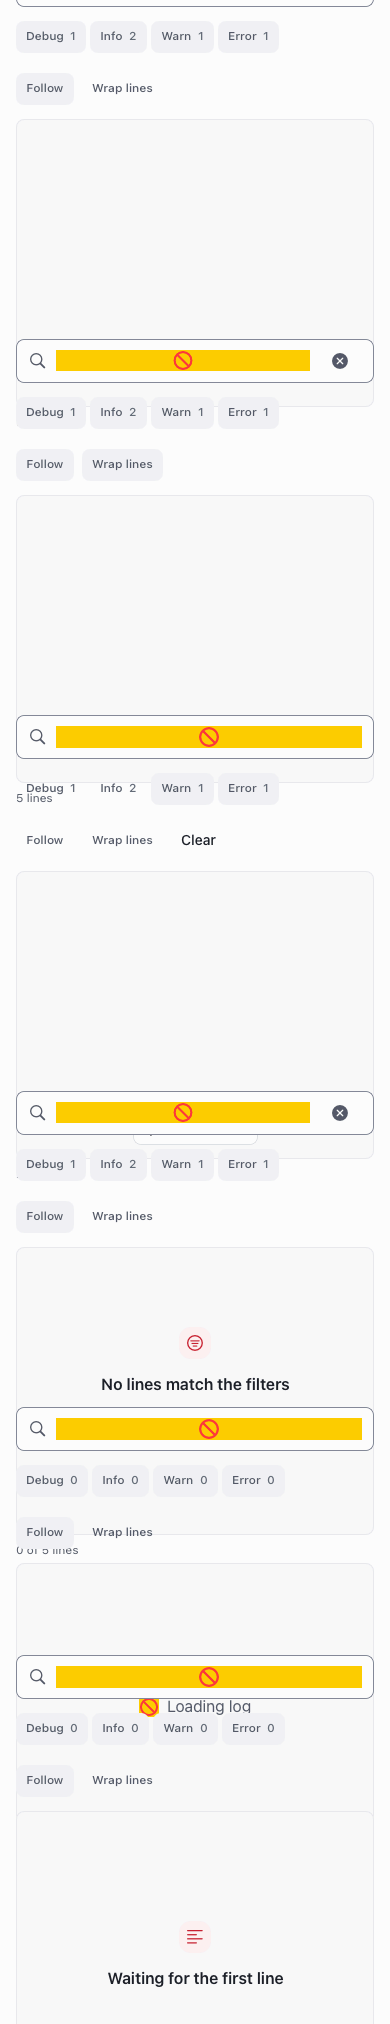 Debug 1 Info 2 Warn 1 Error 1
Follow Wrap lines
Debug 1 Info 2 Warn 1 Error 1
Follow Wrap lines
Debug 1 Info 2 Warn 1 Error 1
5 lines
Follow Wrap lines Clear
Debug 1 Info 2 Warn 1 Error 1
Follow Wrap lines
No lines match the filters
Debug 0 Info 0 Warn 0 Error 0
Follow Wrap lines
0 of 5 lines
Loading log
Debug 0 Info 0 Warn 0 Error 0
Follow Wrap lines
Waiting for the first line